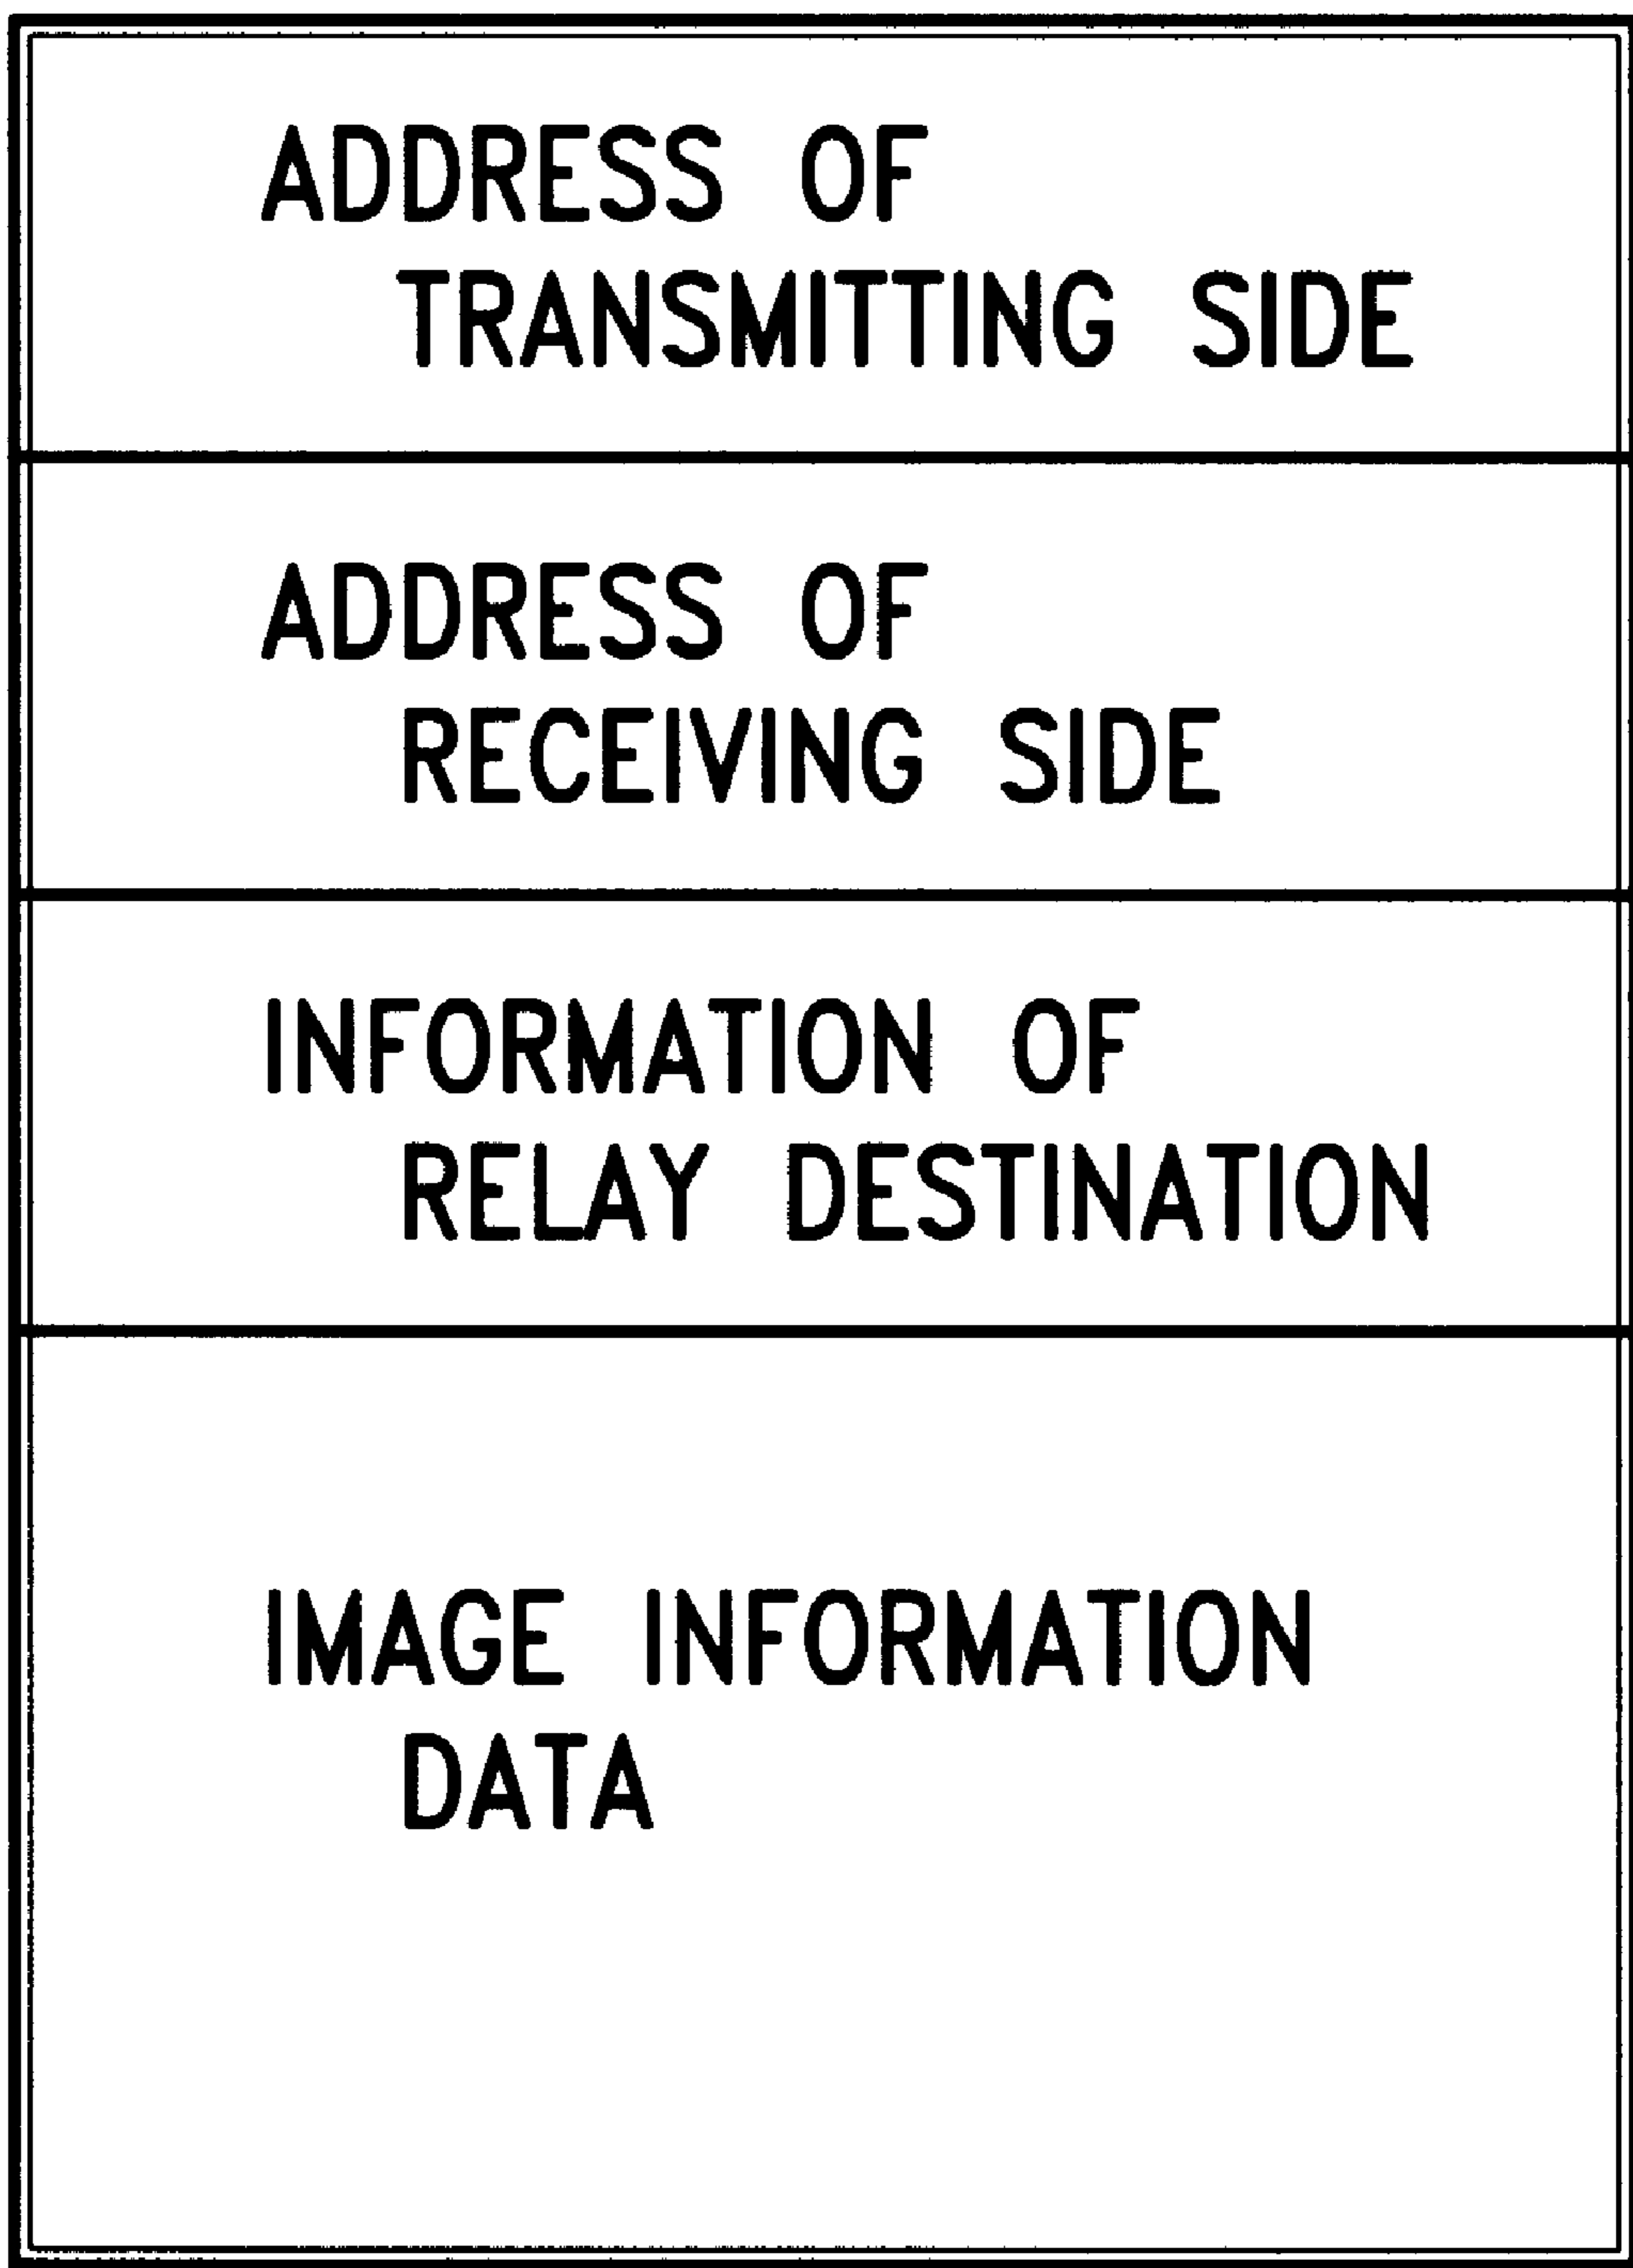 ADDRESS OF
TRANSMITTING SIDE
ADDRESS OF
RECEIVING SIDE
INFORMATION OF
RELAY DESTINATION
IMAGE INFORMATION
DATA